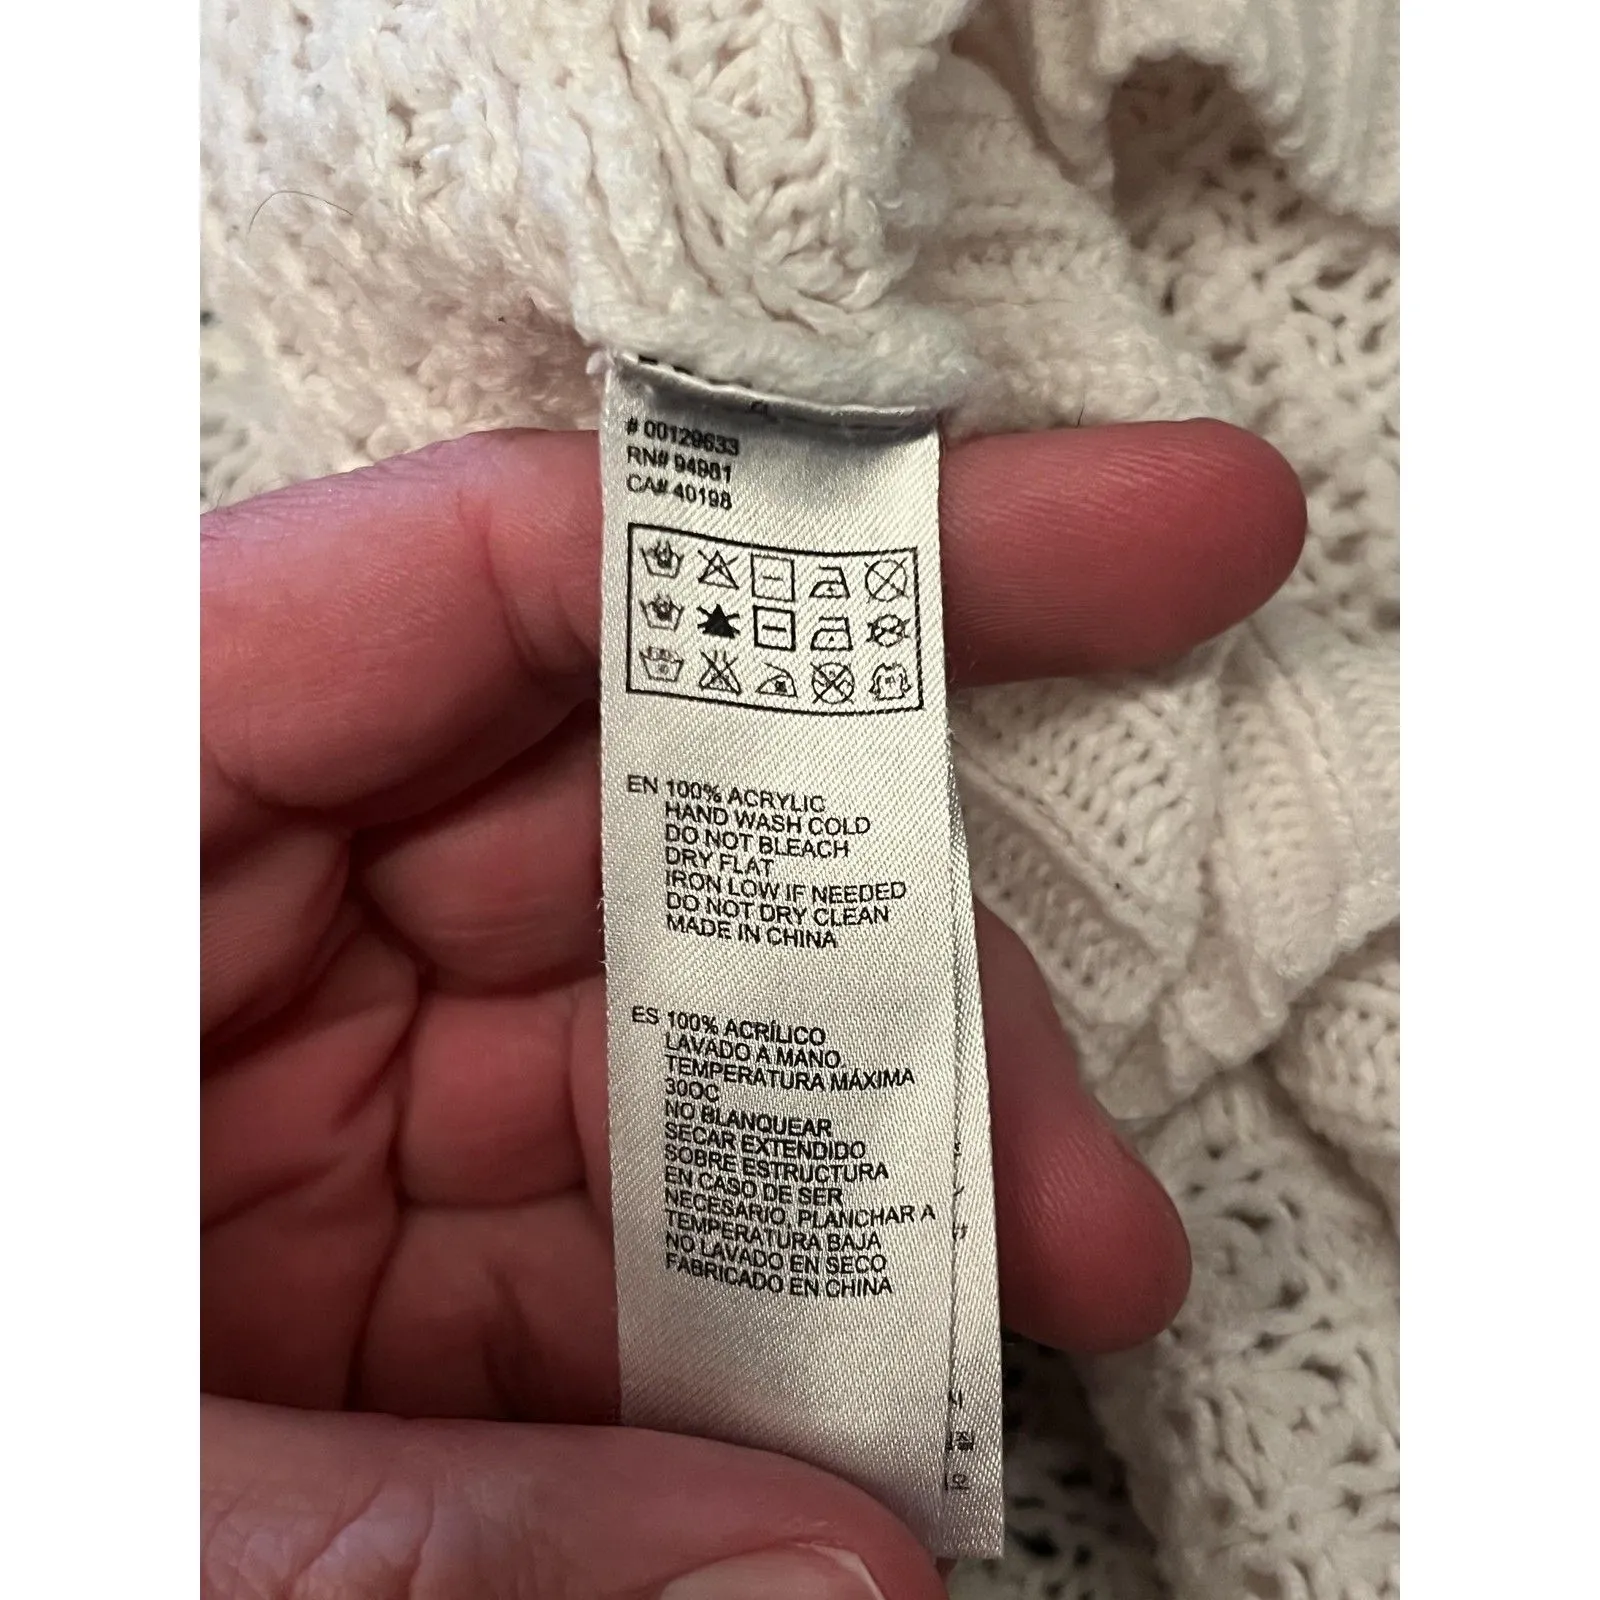 # 00129633
RN# 94981
CA# 40198
EN 100% ACRYLIC
HAND WASH COLD
DO NOT BLEACH
DRY FLAT
IRON LOW IF NEEDED
DO NOT DRY CLEAN
MADE IN CHINA
ES 100% ACRÍLICO
LAVADO A MANO,
TEMPERATURA MÁXIMA
30OC
NO BLANQUEAR
SECAR EXTENDIDO
SOBRE ESTRUCTURA
EN CASO DE SER
NECESARIO, PLANCHAR A
TEMPERATURA BAJA
NO LAVADO EN SECO
FABRICADO EN CHINA